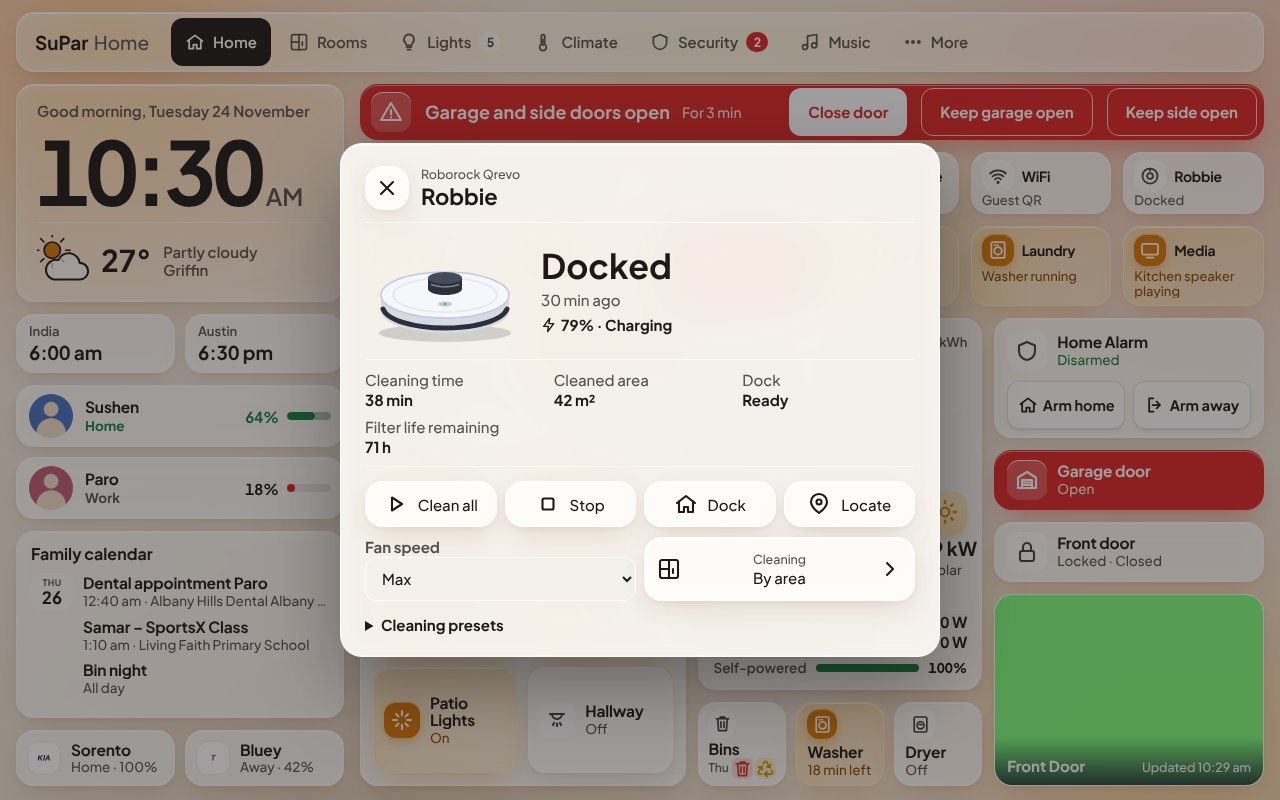 SuPar Home
Home
Rooms
Lights 5
Climate
Security 2
Music
More
Good morning, Tuesday 24 November
10:30 AM
27°
Partly cloudy
Griffin
India
6:00 am
Austin
6:30 pm
Sushen
Home
64%
Paro
Work
18%
Family calendar
THU
26
Dental appointment Paro
12:40 am · Albany Hills Dental Albany ...
Samar – SportsX Class
1:10 am · Living Faith Primary School
Bin night
All day
KIA
Sorento
Home · 100%
T
Bluey
Away · 42%
Garage and side doors open
For 3 min
Close door
Keep garage open
Keep side open
Roborock Qrevo
Robbie
Docked
30 min ago
79% · Charging
Cleaning time
38 min
Cleaned area
42 m²
Dock
Ready
Filter life remaining
71 h
Clean all
Stop
Dock
Locate
Fan speed
Max
Cleaning
By area
Cleaning presets
WiFi
Guest QR
Robbie
Docked
Laundry
Washer running
Media
Kitchen speaker
playing
kWh
kW
0 W
0 W
Self-powered
100%
Home Alarm
Disarmed
Arm home
Arm away
Garage door
Open
Front door
Locked · Closed
Front Door
Updated 10:29 am
Patio
Lights
On
Hallway
Off
Bins
Thu
Washer
18 min left
Dryer
Off